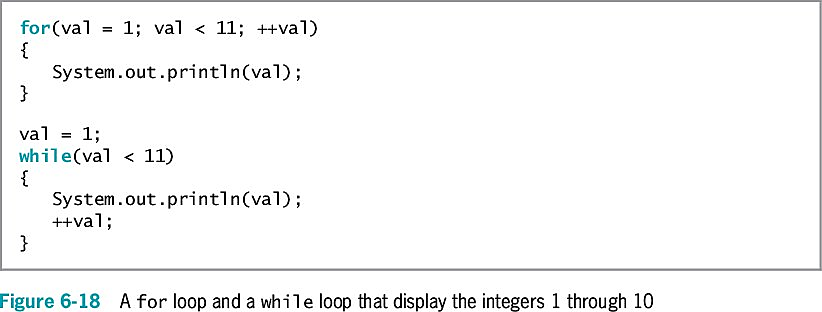 for(val = 1; val < 11; ++val)
{
   System.out.println(val);
}
val = 1;
while(val < 11)
{
   System.out.println(val);
   ++val;
}
Figure 6-18 A for loop and a while loop that display the integers 1 through 10